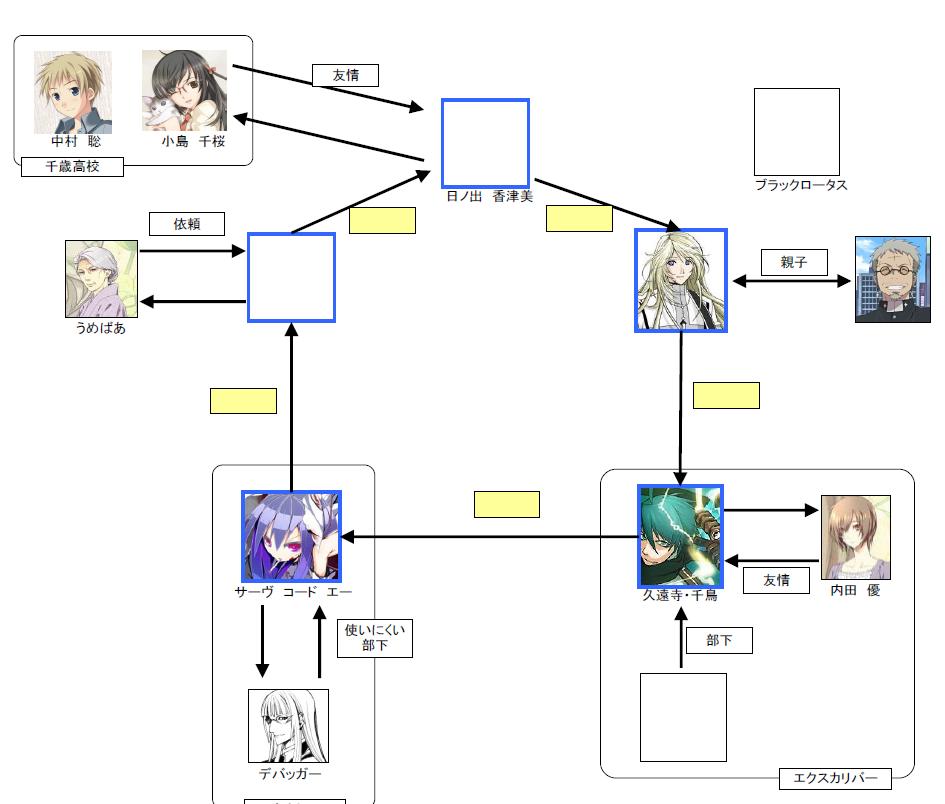 友情
中村 聡
小島 千桜
千歳高校
日ノ出 香津美
ブラックロータス
依頼
うめばあ
親子
サーヴ コード エー
久遠寺・千鳥
内田 優
友情
使いにくい
部下
部下
デバッガー
エクスカリバー